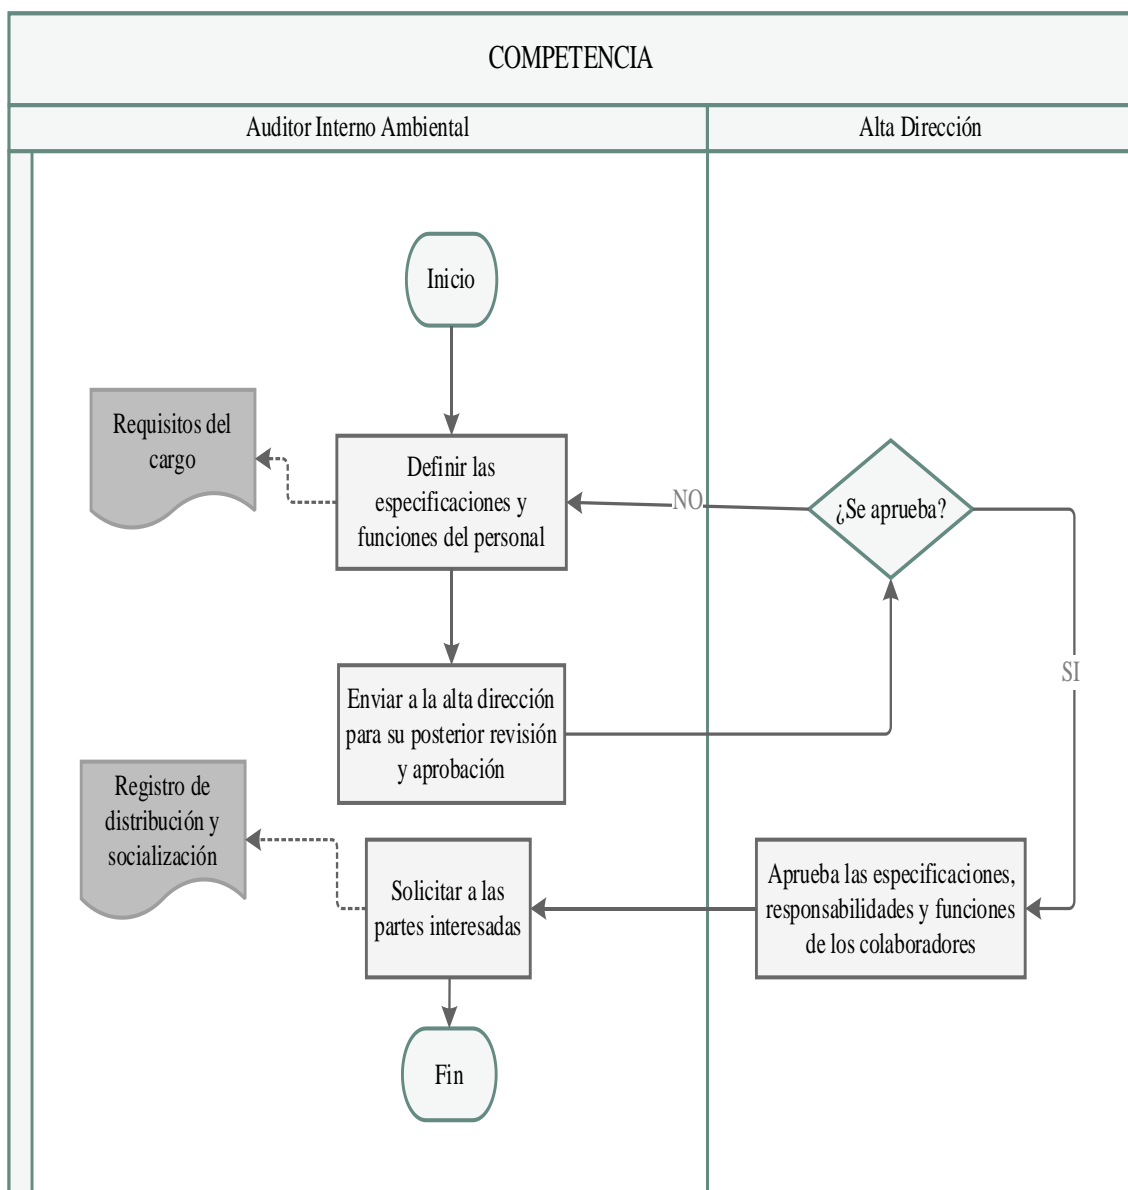 COMPETENCIA
Auditor Interno Ambiental
Alta Dirección
Inicio
Requisitos del
cargo
Definir las
especificaciones y
funciones del personal
NO
¿Se aprueba?
SI
Enviar a la alta dirección
para su posterior revisión
y aprobación
Registro de
distribución y
socialización
Solicitar a las
partes interesadas
Aprueba las especificaciones,
responsabilidades y funciones
de los colaboradores
Fin